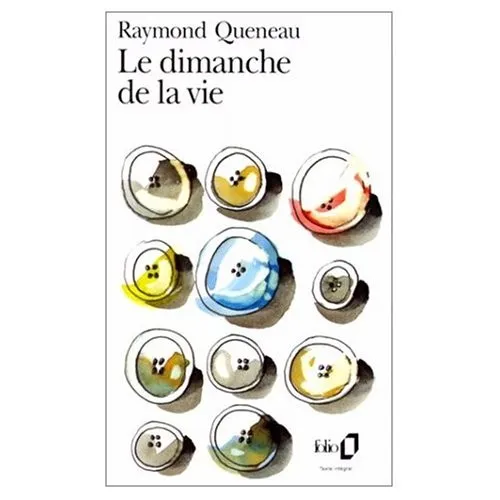 Raymond Queneau
Le dimanche
de la vie
folio
Texte intégral